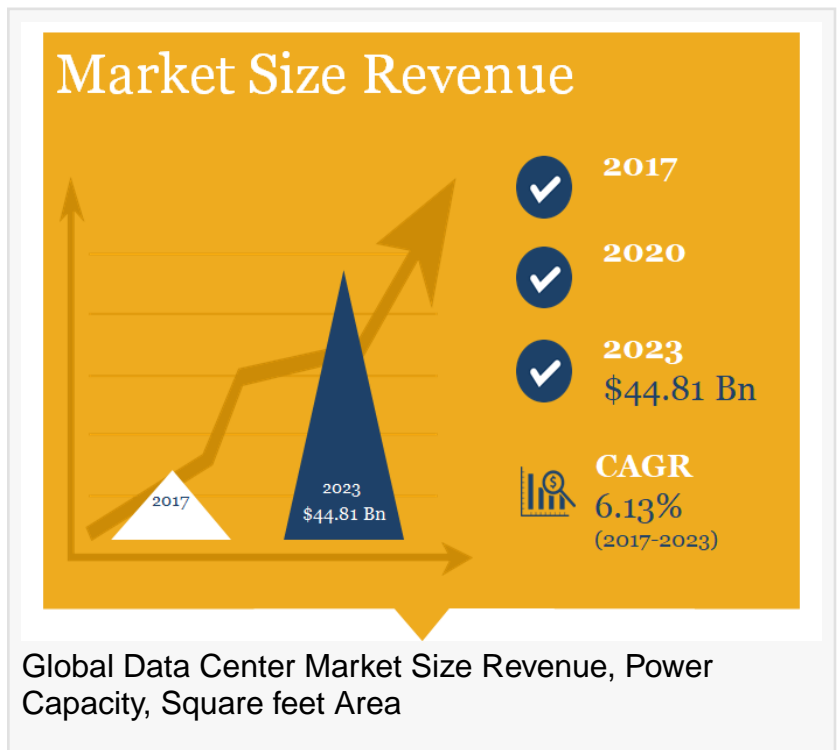 Market Size Revenue
2017
2020
2023
$44.81 Bn
CAGR
6.13%
(2017-2023)
2017
2023
$44.81 Bn
Global Data Center Market Size Revenue, Power
Capacity, Square feet Area